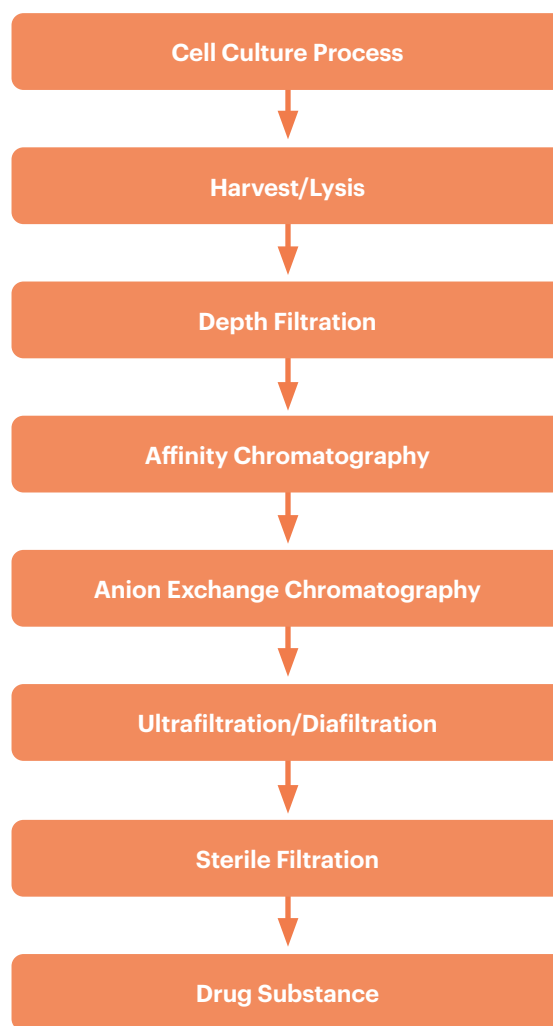 Cell Culture Process
Harvest/Lysis
Depth Filtration
Affinity Chromatography
Anion Exchange Chromatography
Ultrafiltration/Diafiltration
Sterile Filtration
Drug Substance